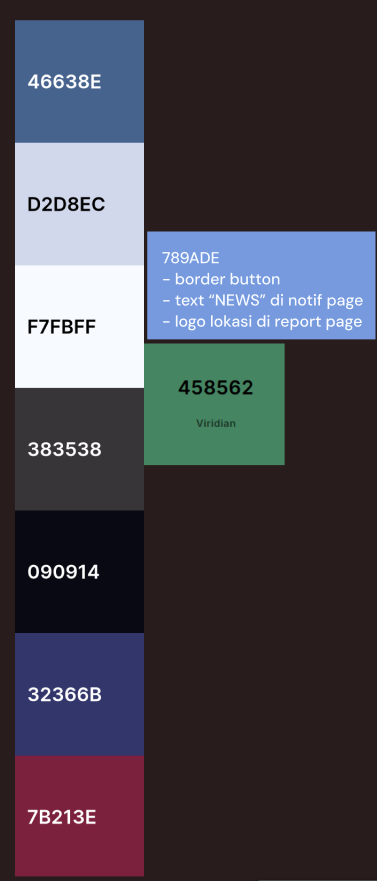 46638E
D2D8EC
F7FBFF
383538
090914
32366B
7B213E
789ADE
- border button
- text “NEWS” di notif page
- logo lokasi di report page
458562
Viridian